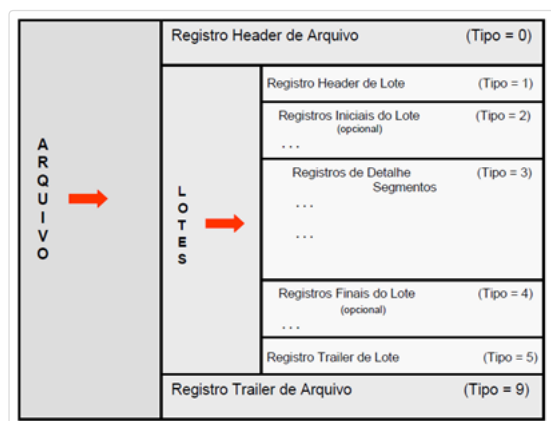 ARQUIVO
Registro Header de Arquivo (Tipo = 0)
LOTES
Registro Header de Lote (Tipo = 1)
Registros Iniciais do Lote (Tipo = 2)
(opcional)
...
Registros de Detalhe (Tipo = 3)
Segmentos
...
...
Registros Finais do Lote (Tipo = 4)
(opcional)
...
Registro Trailer de Lote (Tipo = 5)
Registro Trailer de Arquivo (Tipo = 9)